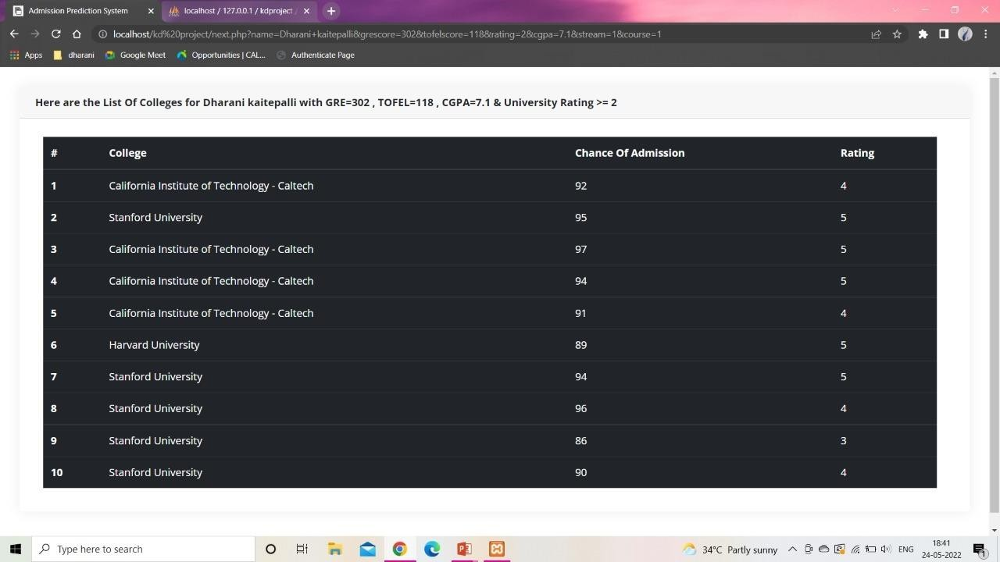 Admission Prediction System
localhost / 127.0.0.1 / kdproject /
localhost/kd%20project/next.php?name=Dharani+kaitepalli&grescore=302&tofelscore=118&rating=2&cgpa=7.1&stream=1&course=1
Apps dharani Google Meet Opportunities | CAL... Authenticate Page
Here are the List Of Colleges for Dharani kaitepalli with GRE=302 , TOFEL=118 , CGPA=7.1 & University Rating >= 2
# College Chance Of Admission Rating
1 California Institute of Technology - Caltech 92 4
2 Stanford University 95 5
3 California Institute of Technology - Caltech 97 5
4 California Institute of Technology - Caltech 94 5
5 California Institute of Technology - Caltech 91 4
6 Harvard University 89 5
7 Stanford University 94 5
8 Stanford University 96 4
9 Stanford University 86 3
10 Stanford University 90 4
Type here to search
34°C Partly sunny
ENG
18:41
24-05-2022
1